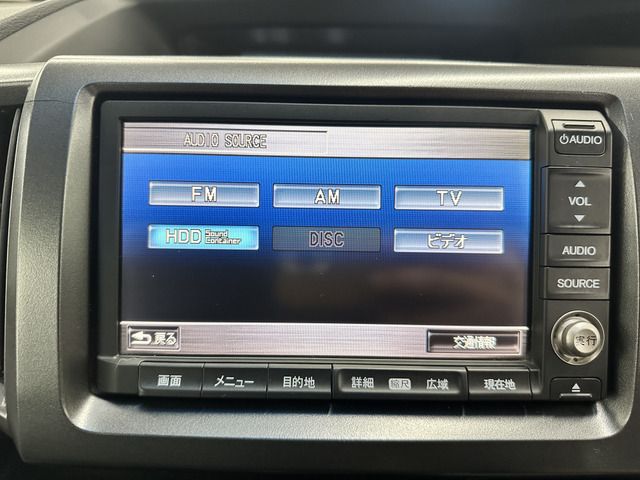 AUDIO SOURCE
FM AM TV
HDD Sound Container DISC ビデオ
戻る 交通情報
AUDIO
VOL
AUDIO
SOURCE
実行
画面 メニュー 目的地 詳細 縮尺 広域 現在地